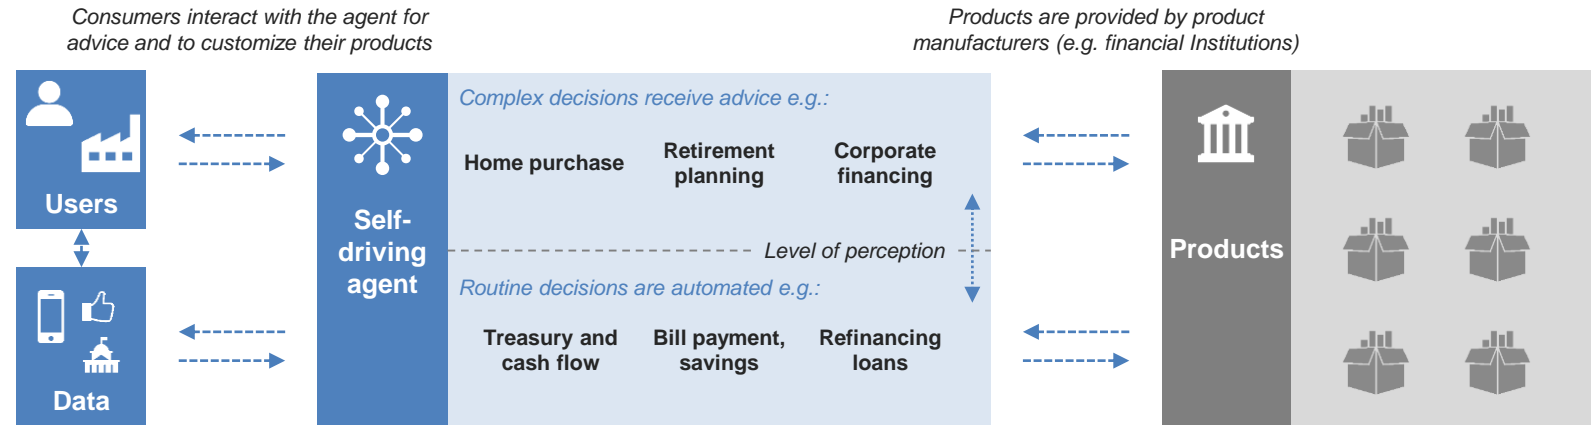 Consumers interact with the agent for
advice and to customize their products
Products are provided by product
manufacturers (e.g. financial Institutions)
Users
Data
Self-
driving
agent
Complex decisions receive advice e.g.:
Home purchase
Retirement
planning
Corporate
financing
Level of perception
Routine decisions are automated e.g.:
Treasury and
cash flow
Bill payment,
savings
Refinancing
loans
Products